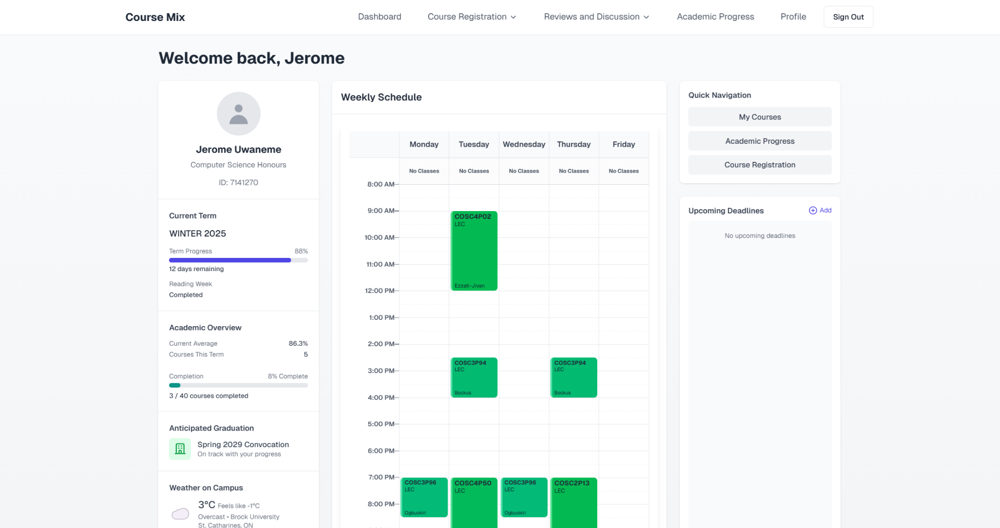 Course Mix
Dashboard
Course Registration
Reviews and Discussion
Academic Progress
Profile
Sign Out
Welcome back, Jerome
Jerome Uwaneme
Computer Science Honours
ID: 7141270
Current Term
WINTER 2025
Term Progress 88%
12 days remaining
Reading Week
Completed
Academic Overview
Current Average 86.3%
Courses This Term 5
Completion 8% Complete
3 / 40 courses completed
Anticipated Graduation
Spring 2029 Convocation
On track with your progress
Weather on Campus
3°C Feels like -1°C
Overcast • Brock University
St. Catharines, ON
Weekly Schedule
Monday Tuesday Wednesday Thursday Friday
No Classes No Classes No Classes No Classes No Classes
8:00 AM
9:00 AM
COSC4P02
LEC
10:00 AM
11:00 AM
Ezzati-Jivan
12:00 PM
1:00 PM
2:00 PM
COSC3P94 COSC3P94
LEC LEC
3:00 PM
Bockus Bockus
4:00 PM
5:00 PM
6:00 PM
7:00 PM
COSC3P96 COSC4P50 COSC3P96 COSC2P13
LEC LEC LEC LEC
8:00 PM
Ogbuokiri Ogbuokiri
Quick Navigation
My Courses
Academic Progress
Course Registration
Upcoming Deadlines
Add
No upcoming deadlines